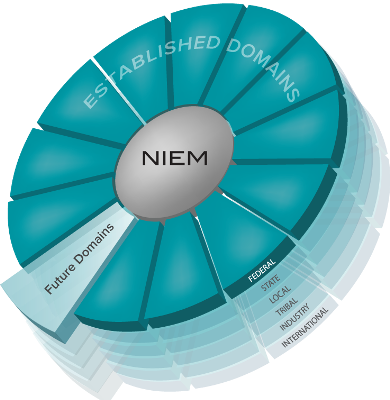 ESTABLISHED DOMAINS
NIEM
Future Domains
FEDERAL
STATE
LOCAL
TRIBAL
INDUSTRY
INTERNATIONAL